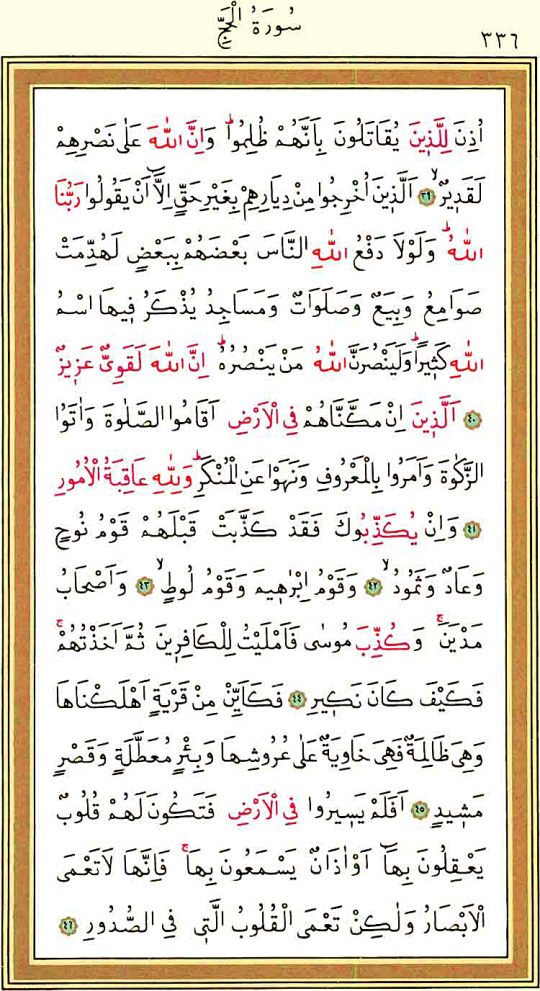 سُورَةُ الْحَجِّ
٣٣٦
اُذِنَ لِلَّذ۪ينَ يُقَاتَلُونَ بِاَنَّهُمْ ظُلِمُواۜ وَاِنَّ اللّٰهَ عَلٰى نَصْرِهِمْ
لَقَد۪يرٌۙ ﴿٣٩﴾ اَلَّذ۪ينَ اُخْرِجُوا مِنْ دِيَارِهِمْ بِغَيْرِ حَقٍّ اِلَّٓا اَنْ يَقُولُوا رَبُّنَا
اللّٰهُۜ وَلَوْلَا دَفْعُ اللّٰهِ النَّاسَ بَعْضَهُمْ بِبَعْضٍ لَهُدِّمَتْ
صَوَامِعُ وَبِيَعٌ وَصَلَوَاتٌ وَمَسَاجِدُ يُذْكَرُ ف۪يهَا اسْمُ
اللّٰهِ كَث۪يراًۜ وَلَيَنْصُرَنَّ اللّٰهُ مَنْ يَنْصُرُهُۜ اِنَّ اللّٰهَ لَقَوِيٌّ عَز۪يزٌ
﴿٤٠﴾ اَلَّذ۪ينَ اِنْ مَكَّنَّاهُمْ فِي الْاَرْضِ اَقَامُوا الصَّلٰوةَ وَاٰتَوُا
الزَّكٰوةَ وَاَمَرُوا بِالْمَعْرُوفِ وَنَهَوْا عَنِ الْمُنْكَرِۜ وَلِلّٰهِ عَاقِبَةُ الْاُمُورِ
﴿٤١﴾ وَاِنْ يُكَذِّبُوكَ فَقَدْ كَذَّبَتْ قَبْلَهُمْ قَوْمُ نُوحٍ
وَعَادٌ وَثَمُودُۙ ﴿٤٢﴾ وَقَوْمُ اِبْرٰه۪يمَ وَقَوْمُ لُوطٍۙ ﴿٤٣﴾ وَاَصْحَابُ
مَدْيَنَۚ وَكُذِّبَ مُوسٰى فَاَمْلَيْتُ لِلْكَافِر۪ينَ ثُمَّ اَخَذْتُهُمْۚ
فَكَيْفَ كَانَ نَك۪يرِ ﴿٤٤﴾ فَكَاَيِّنْ مِنْ قَرْيَةٍ اَهْلَكْنَاهَا
وَهِيَ ظَالِمَةٌ فَهِيَ خَاوِيَةٌ عَلٰى عُرُوشِهَا وَبِئْرٍ مُعَطَّلَةٍ وَقَصْرٍ
مَش۪يدٍ ﴿٤٥﴾ اَفَلَمْ يَس۪يرُوا فِي الْاَرْضِ فَتَكُونَ لَهُمْ قُلُوبٌ
يَعْقِلُونَ بِهَٓا اَوْ اٰذَانٌ يَسْمَعُونَ بِهَاۚ فَاِنَّهَا لَا تَعْمَى
الْاَبْصَارُ وَلٰكِنْ تَعْمَى الْقُلُوبُ الَّت۪ي فِي الصُّدُورِ ﴿٤٦﴾